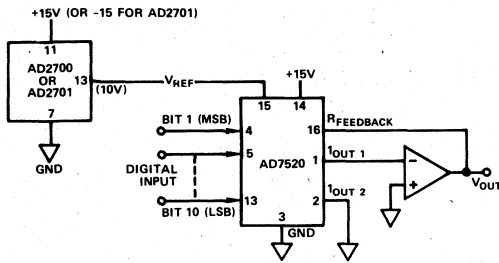 +15V (OR -15 FOR AD2701)
11
AD2700
OR
AD2701
13
(10V)
7
GND
VREF
+15V
15
14
BIT 1 (MSB)
4
16
RFEEDBACK
DIGITAL
INPUT
5
AD7520
1
IOUT 1
-
+
VOUT
BIT 10 (LSB)
13
2
IOUT 2
3
GND